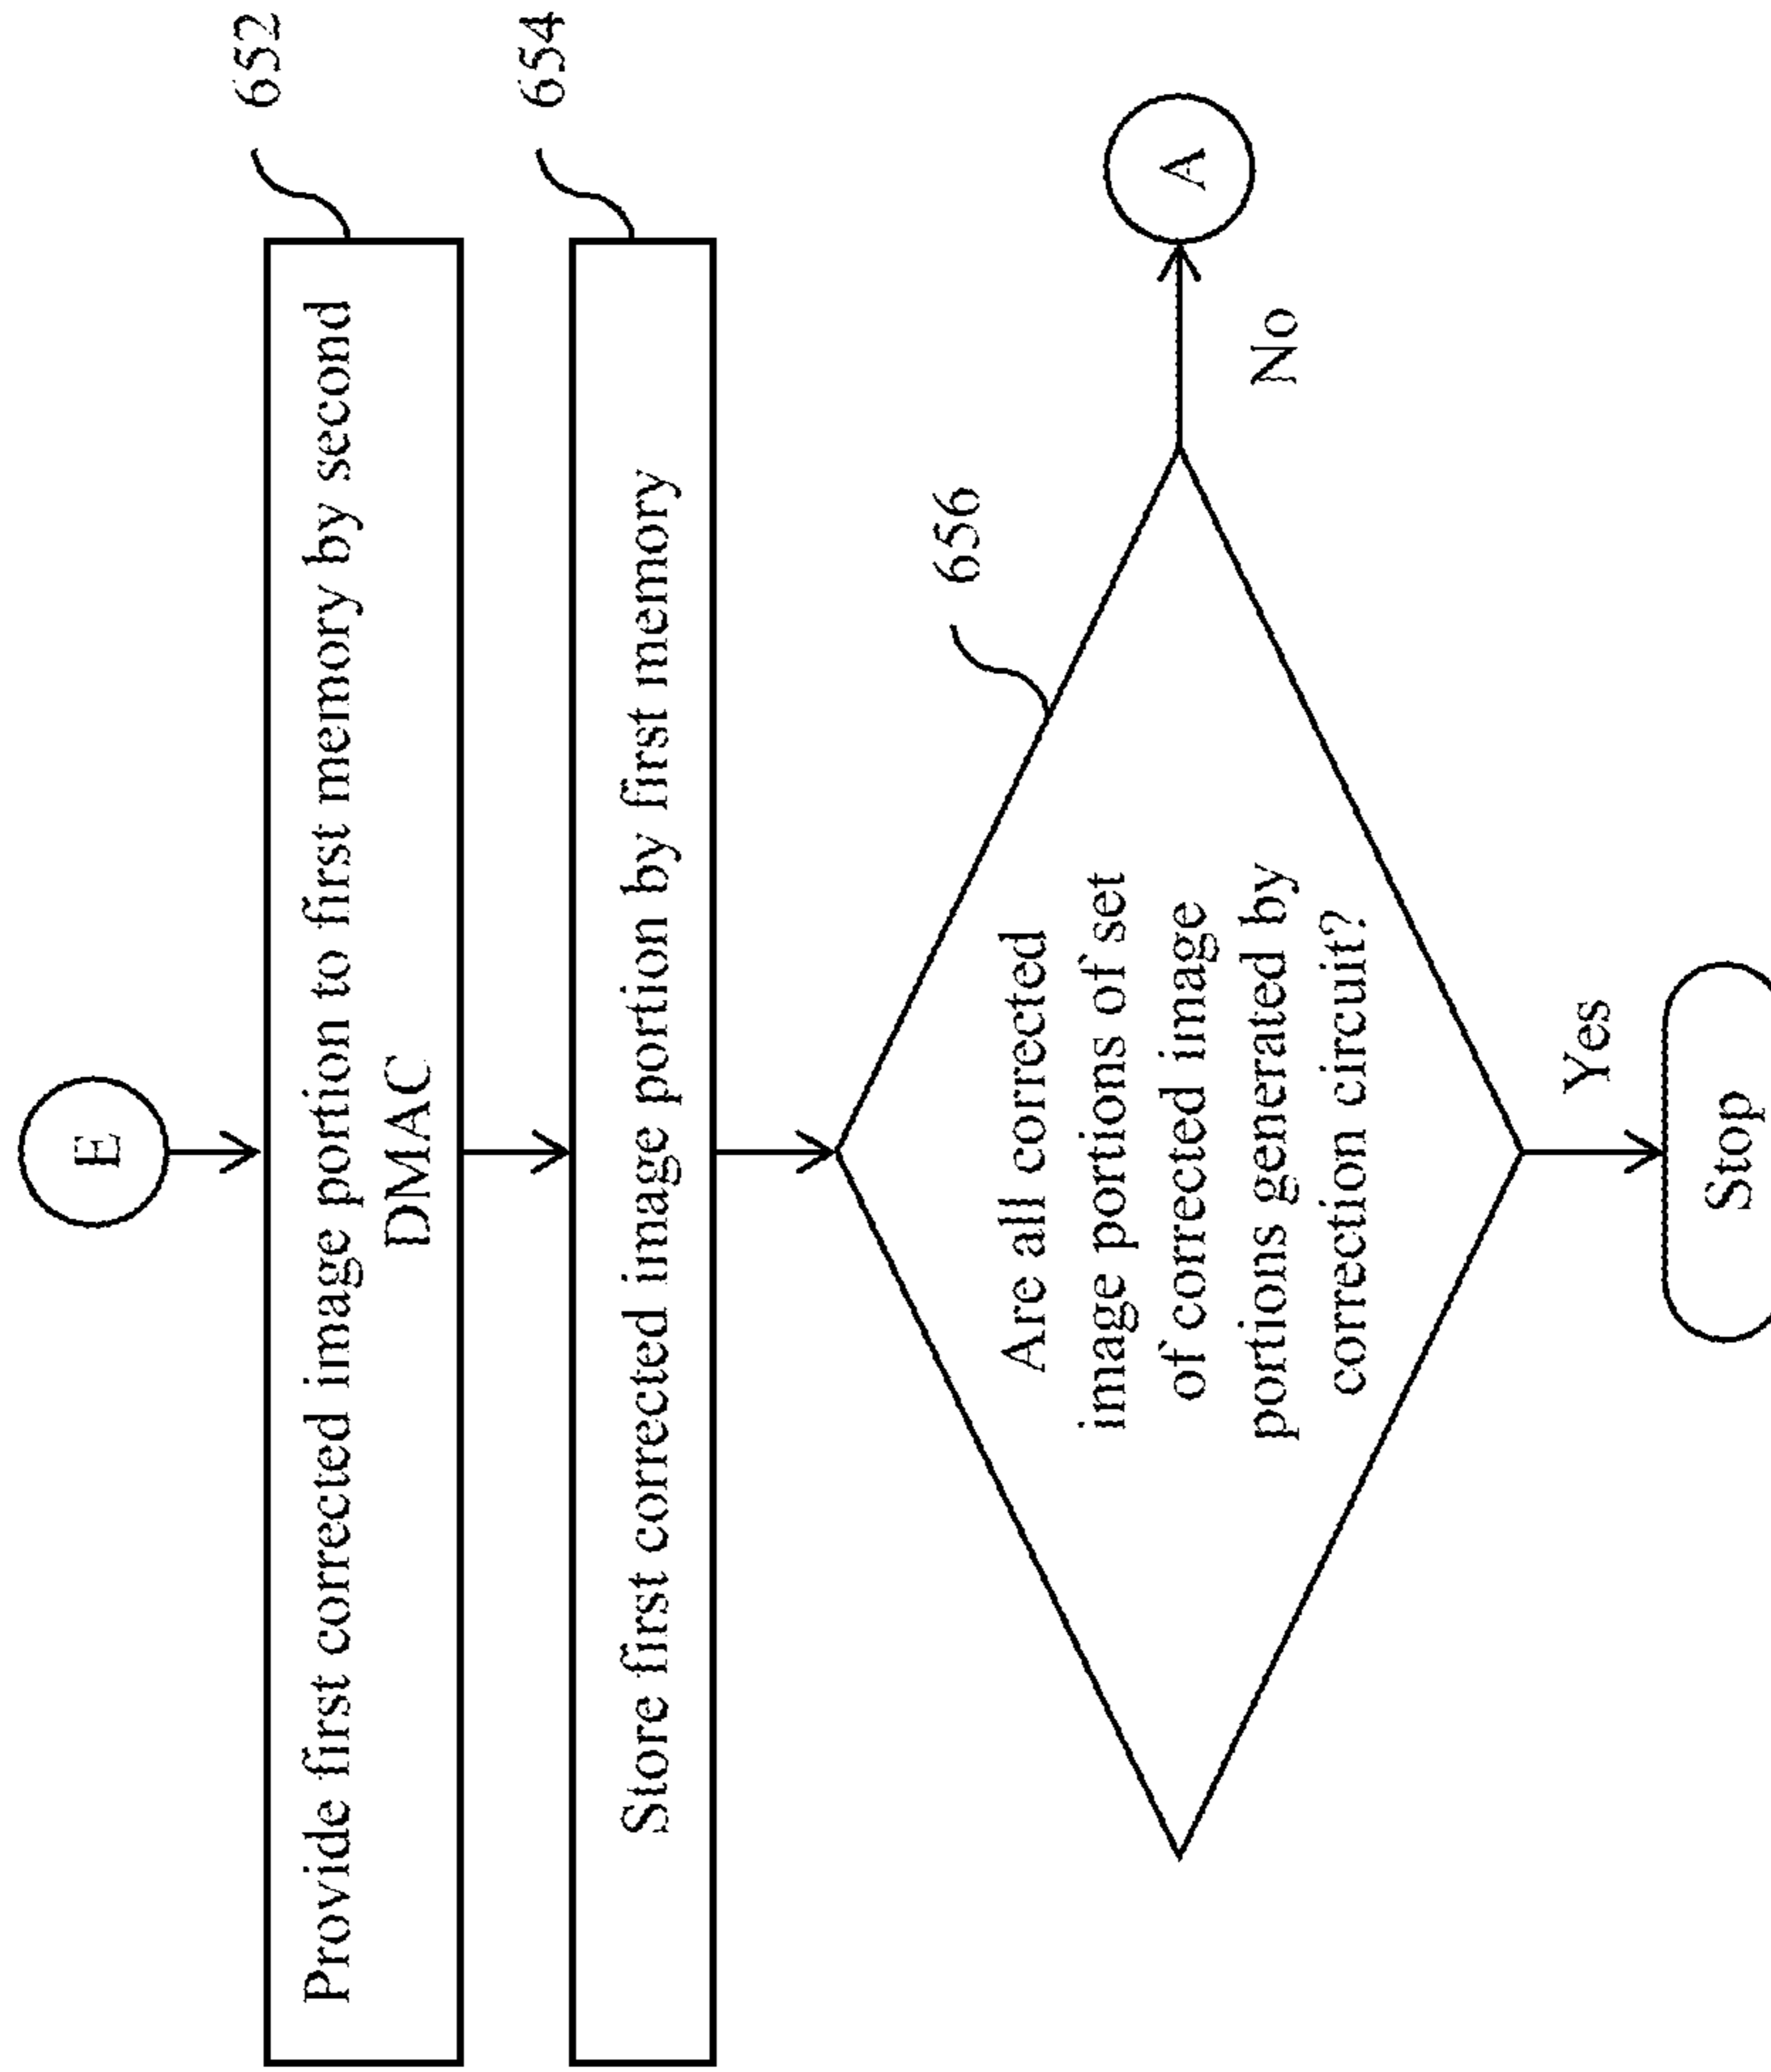 E
652
Provide first corrected image portion to first memory by second
DMAC
654
Store first corrected image portion by first memory
656
Are all corrected
image portions of set
of corrected image
portions generated by
correction circuit?
No
A
Yes
Stop